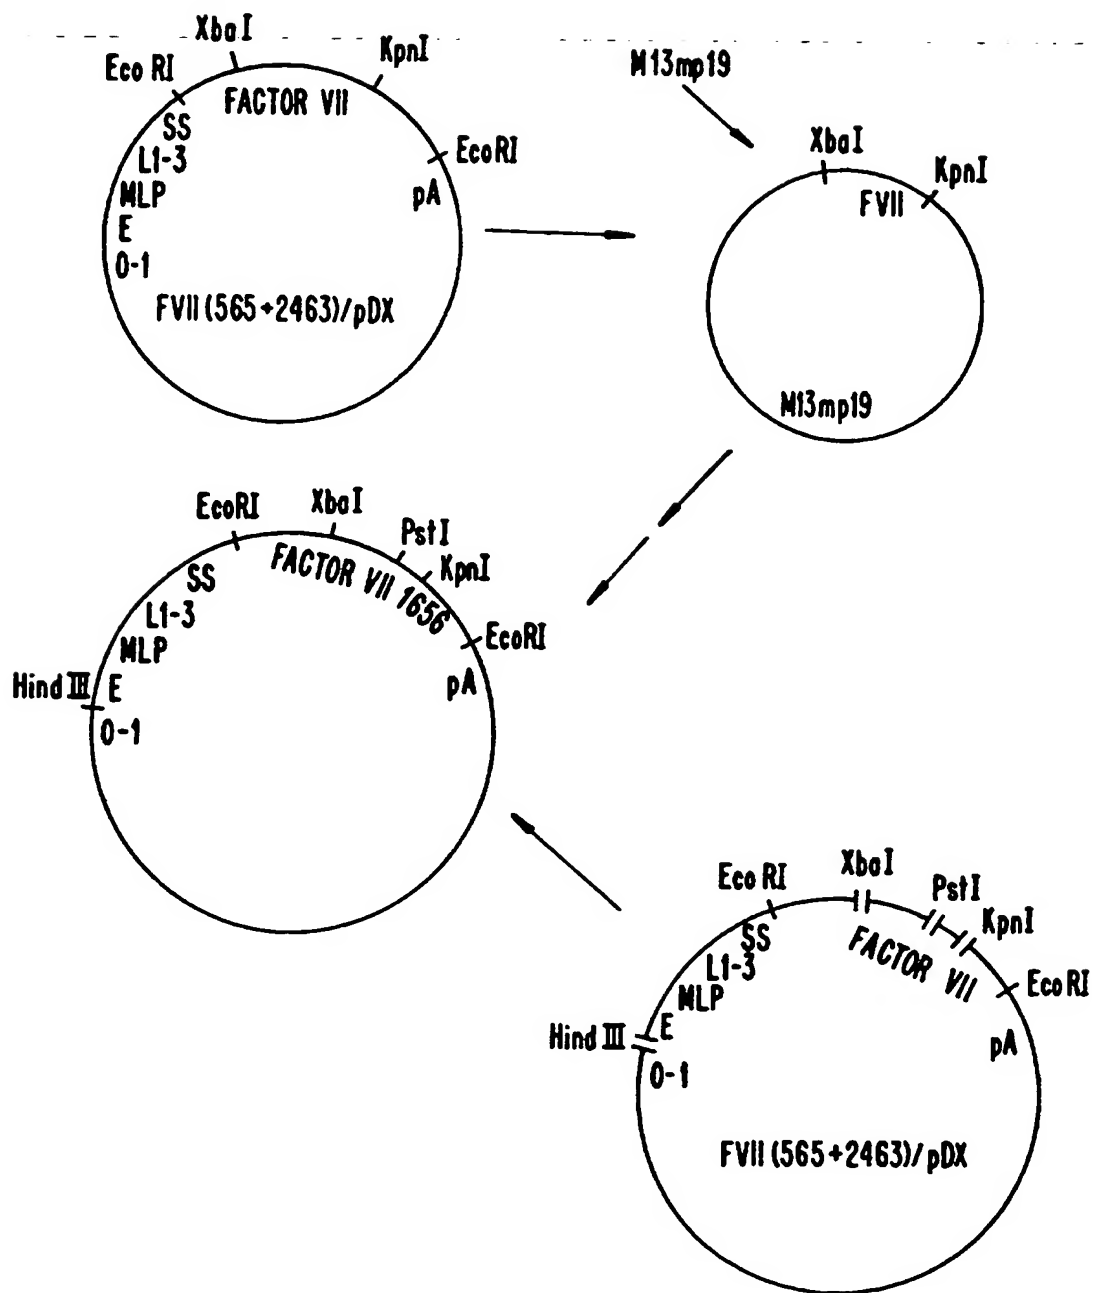 XbaI
Eco RI
KpnI
FACTOR VII
SS
EcoRI
L1-3
MLP
pA
E
0-1
FVII (565+2463)/pDX
M13mp19
XbaI
KpnI
FVII
M13mp19
EcoRI
XbaI
PstI
KpnI
FACTOR VII 1656
SS
L1-3
EcoRI
MLP
Hind III
E
pA
0-1
Eco RI
XbaI
PstI
KpnI
SS
FACTOR VII
L1-3
EcoRI
MLP
Hind III
E
pA
0-1
FVII (565+2463)/pDX